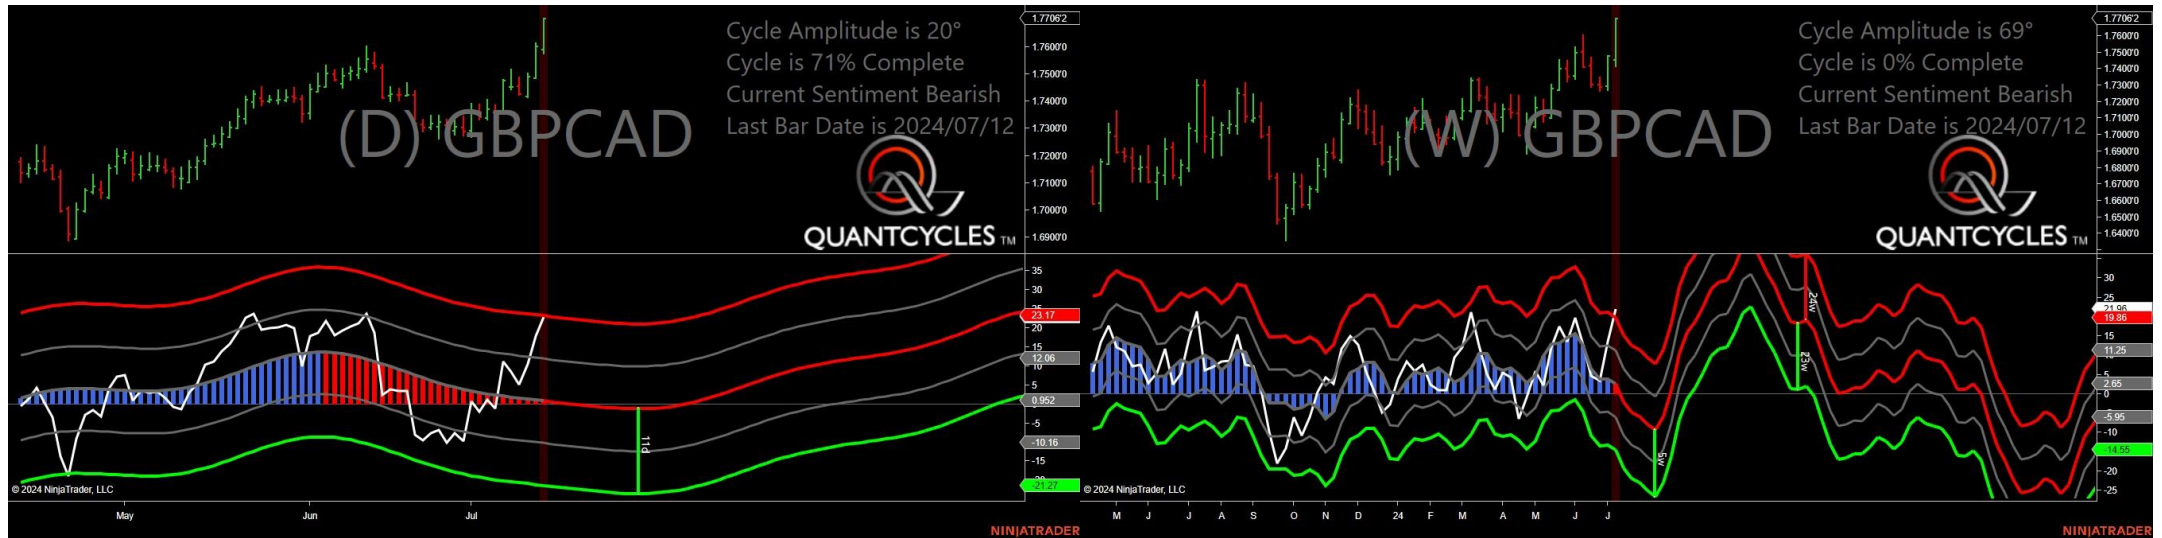 Cycle Amplitude is 20°
Cycle is 71% Complete
Current Sentiment Bearish
Last Bar Date is 2024/07/12
(D) GBPCAD
QUANTCYCLES TM
1.7706'2
1.7600'0
1.7500'0
1.7400'0
1.7300'0
1.7200'0
1.7100'0
1.7000'0
1.6900'0
35
30
25
23.17
20
12.06
10
5
0.952
-5
-10.16
-15
-21.27
11d
© 2024 NinjaTrader, LLC
May
Jun
Jul
NINJATRADER
Cycle Amplitude is 69°
Cycle is 0% Complete
Current Sentiment Bearish
Last Bar Date is 2024/07/12
(W) GBPCAD
QUANTCYCLES TM
1.7706'2
1.7600'0
1.7500'0
1.7400'0
1.7300'0
1.7200'0
1.7100'0
1.7000'0
1.6900'0
1.6800'0
1.6700'0
1.6600'0
1.6500'0
1.6400'0
30
25
21.96
19.86
15
11.25
5
2.65
0
-5.95
-10
-14.55
-20
-25
5w
23w
24w
© 2024 NinjaTrader, LLC
M J J A S O N D 24 F M A M J J
NINJATRADER